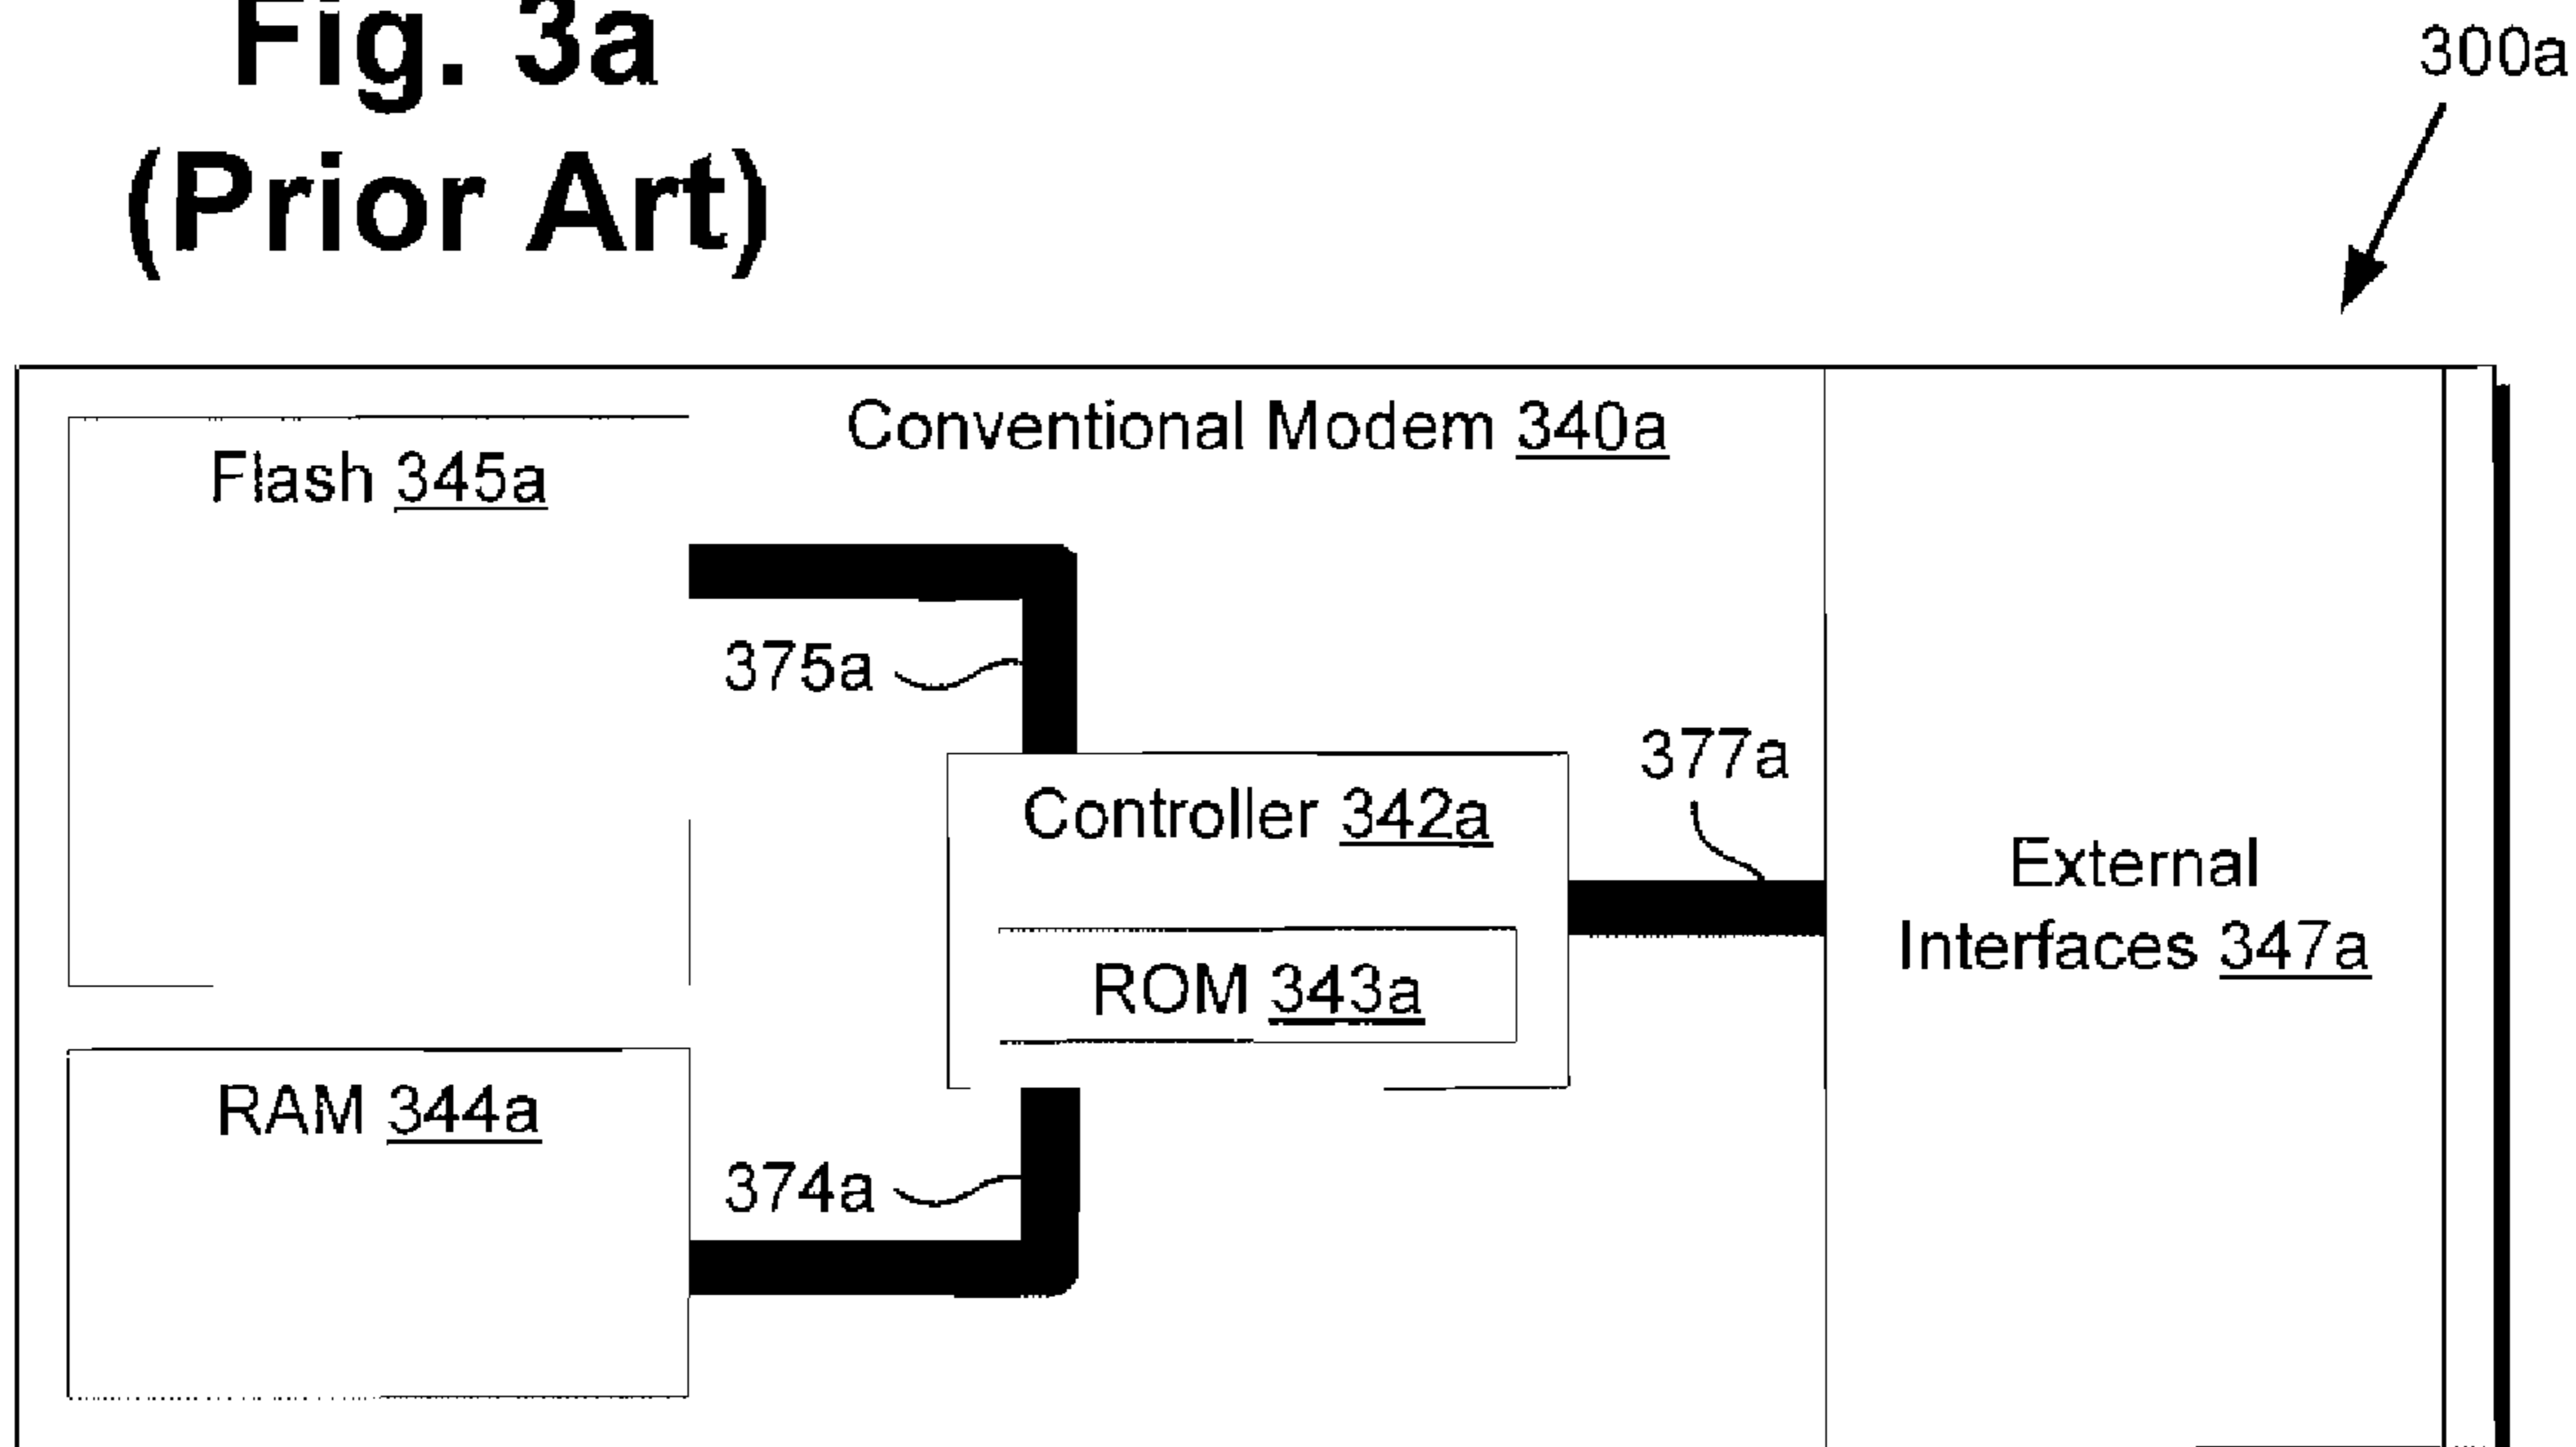 Fig. 3a
(Prior Art)
300a
Conventional Modem 340a
Flash 345a
375a
377a
Controller 342a
External
Interfaces 347a
ROM 343a
RAM 344a
374a